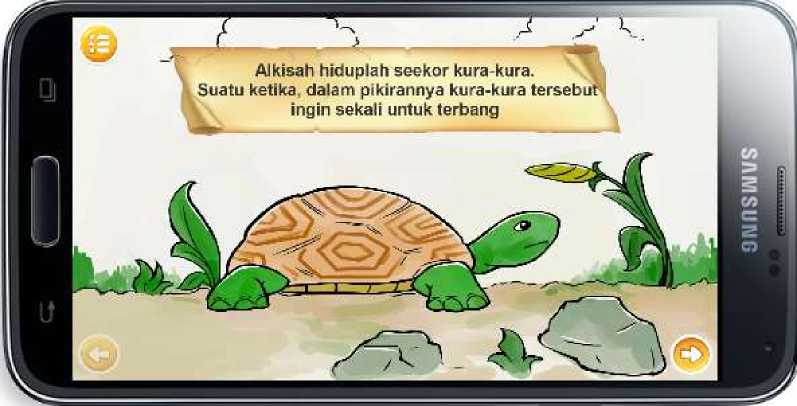 Alkisah hiduplah seekor kura-kura.
Suatu ketika, dalam pikirannya kura-kura tersebut
ingin sekali untuk terbang
SAMSUNG